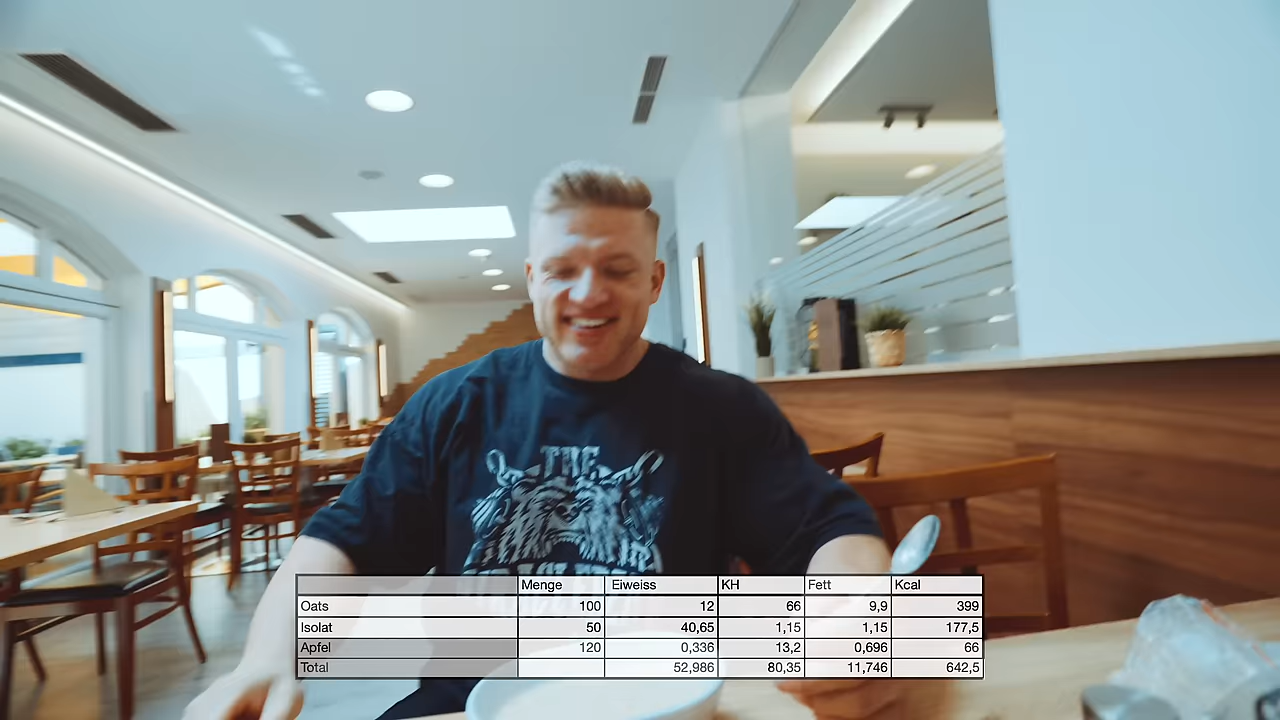 THE
Menge Eiweiss KH Fett Kcal
Oats 100 12 66 9,9 399
Isolat 50 40,65 1,15 1,15 177,5
Apfel 120 0,336 13,2 0,696 66
Total 52,986 80,35 11,746 642,5